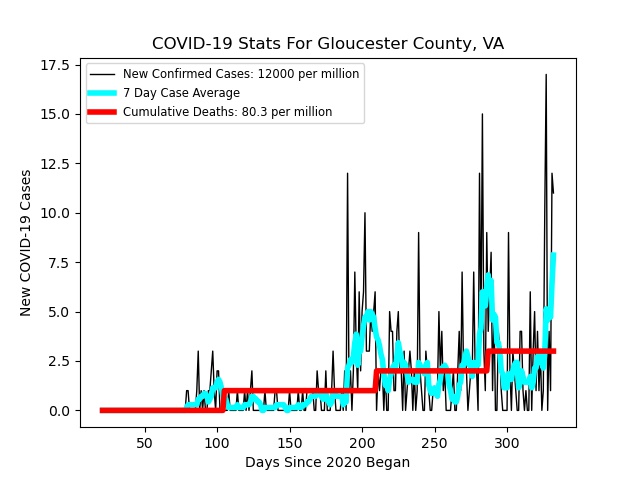 COVID-19 Stats For Gloucester County, VA
New Confirmed Cases: 12000 per million
7 Day Case Average
Cumulative Deaths: 80.3 per million
New COVID-19 Cases
17.5
15.0
12.5
10.0
7.5
5.0
2.5
0.0
50 100 150 200 250 300
Days Since 2020 Began